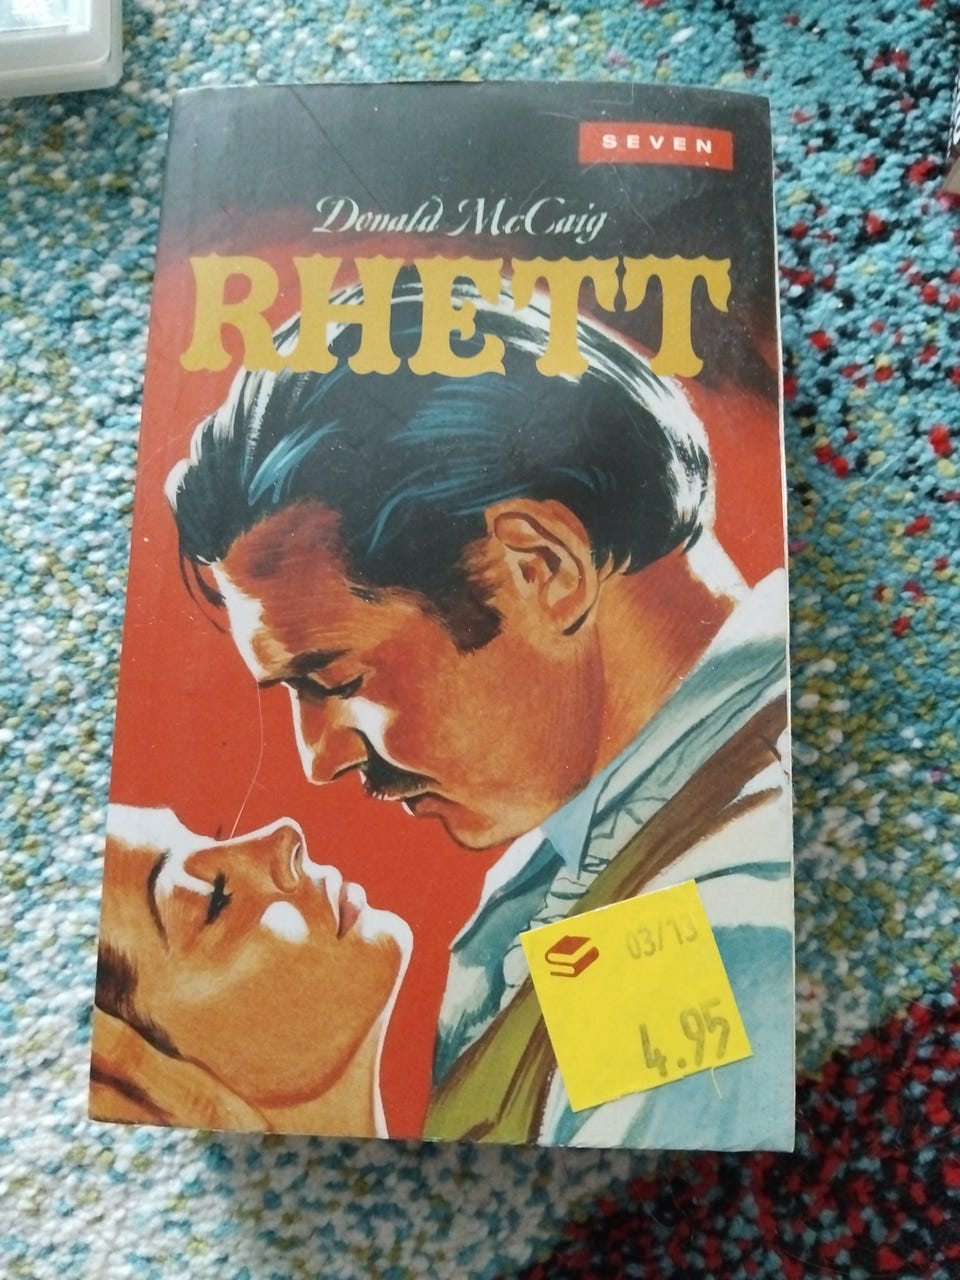 SEVEN
Donald McCaig
RHETT
03/13
4.95